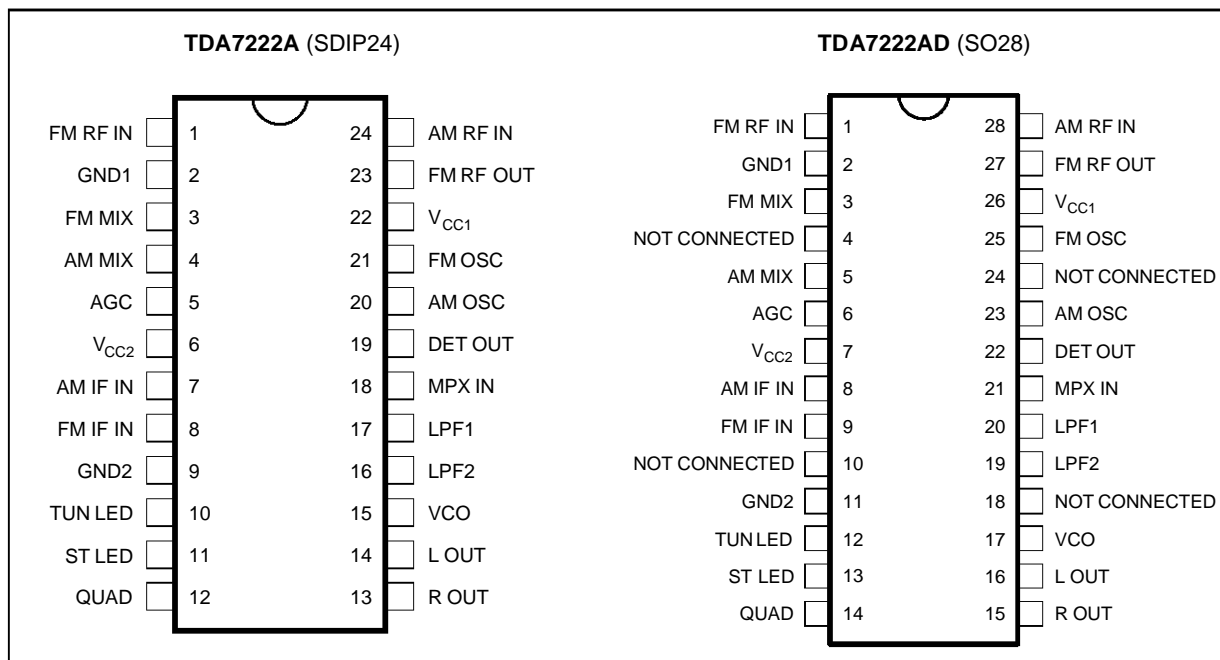 TDA7222A (SDIP24)
FM RF IN 1 24 AM RF IN
GND1 2 23 FM RF OUT
FM MIX 3 22 VCC1
AM MIX 4 21 FM OSC
AGC 5 20 AM OSC
VCC2 6 19 DET OUT
AM IF IN 7 18 MPX IN
FM IF IN 8 17 LPF1
GND2 9 16 LPF2
TUN LED 10 15 VCO
ST LED 11 14 L OUT
QUAD 12 13 R OUT
TDA7222AD (SO28)
FM RF IN 1 28 AM RF IN
GND1 2 27 FM RF OUT
FM MIX 3 26 VCC1
NOT CONNECTED 4 25 FM OSC
AM MIX 5 24 NOT CONNECTED
AGC 6 23 AM OSC
VCC2 7 22 DET OUT
AM IF IN 8 21 MPX IN
FM IF IN 9 20 LPF1
NOT CONNECTED 10 19 LPF2
GND2 11 18 NOT CONNECTED
TUN LED 12 17 VCO
ST LED 13 16 L OUT
QUAD 14 15 R OUT